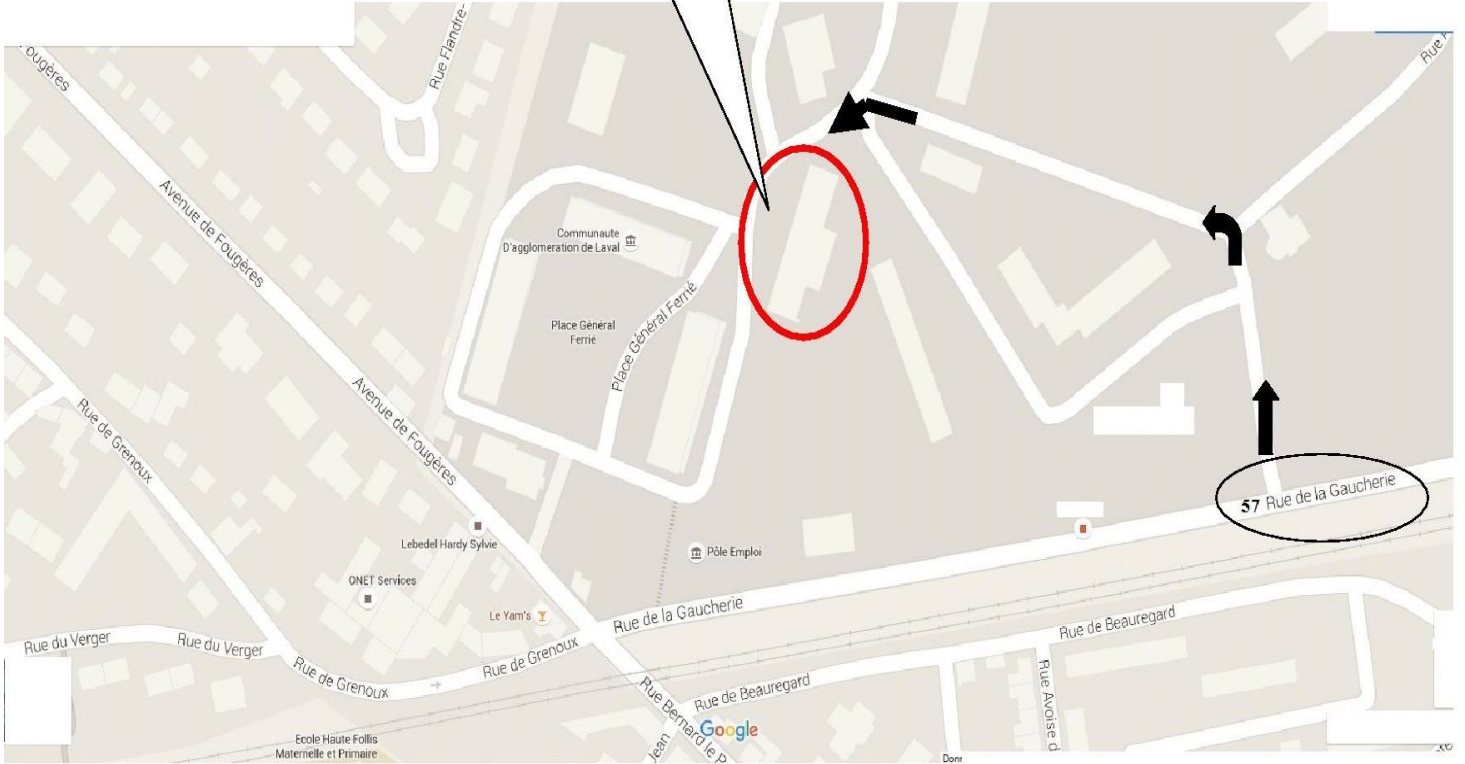 ougères
Rue Flandre-
Rue
Avenue de Fougères
Communaute
D'agglomeration de Laval
Place Général
Ferrié
Place Général Ferrié
Avenue de Fougères
Rue de Grenoux
57 Rue de la Gaucherie
Lebedel Hardy Sylvie
Pôle Emploi
ONET Services
Le Yam's
Rue de la Gaucherie
Rue de Beauregard
Rue du Verger
Rue du Verger
Rue de Grenoux
Rue de Grenoux
Rue de Beauregard
Rue Bernard le
Rue Avoise d
Google
Jean
Ecole Haute Follis
Maternelle et Primaire